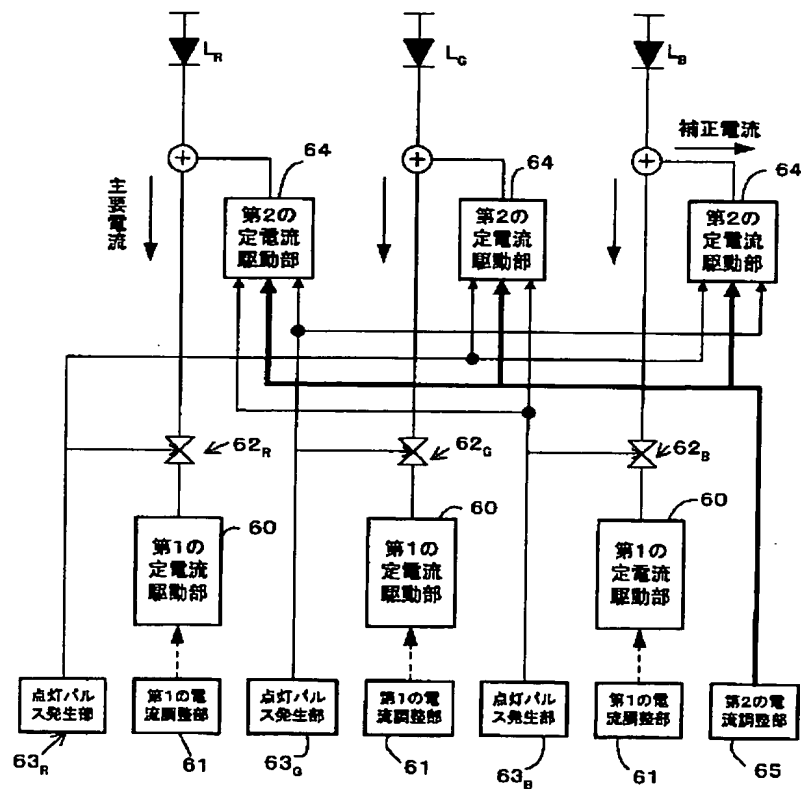 L_R
L_G
L_B
補正電流
64
64
64
主要電流
第2の
定電流
駆動部
第2の
定電流
駆動部
第2の
定電流
駆動部
62_R
62_G
62_B
60
60
60
第1の
定電流
駆動部
第1の
定電流
駆動部
第1の
定電流
駆動部
点灯パル
ス発生部
第1の電
流調整部
点灯パル
ス発生部
第1の電
流調整部
点灯パル
ス発生部
第1の電
流調整部
第2の電
流調整部
63_R
61
63_G
61
63_B
61
65